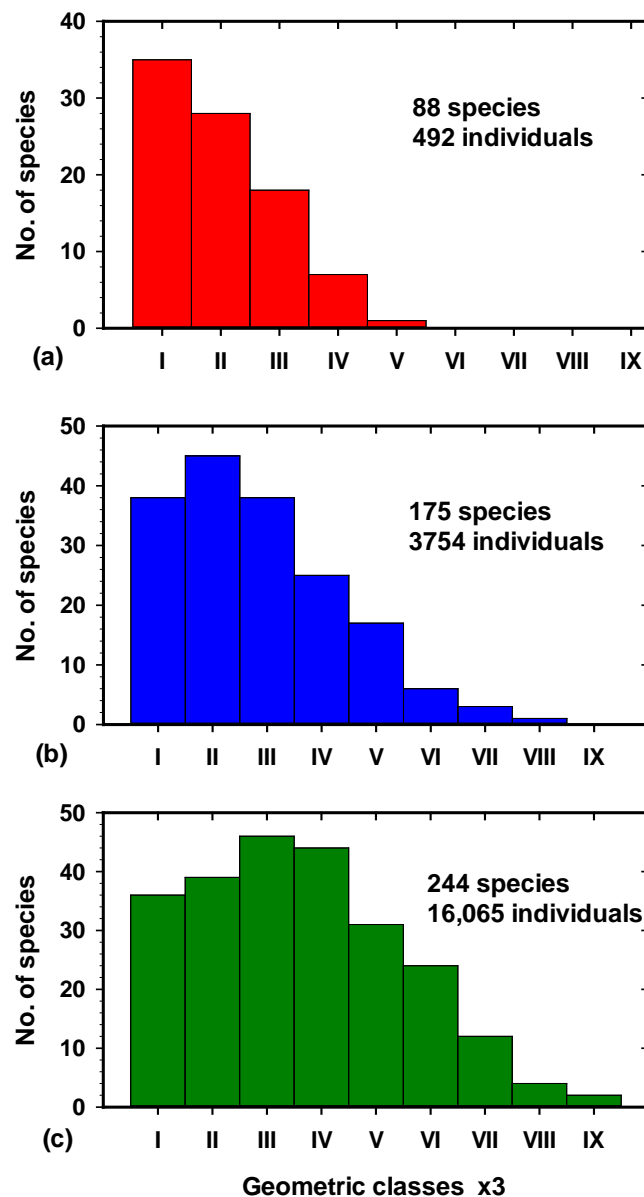 40
30
20
10
0
No. of species
88 species
492 individuals
(a)
I II III IV V VI VII VIII IX
50
40
30
20
10
0
No. of species
175 species
3754 individuals
(b)
I II III IV V VI VII VIII IX
50
40
30
20
10
0
No. of species
244 species
16,065 individuals
(c)
I II III IV V VI VII VIII IX
Geometric classes x3